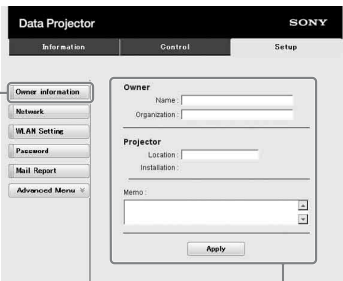 Data Projector
SONY
Information Control Setup
Owner information
Network
WLAN Setting
Password
Mail Report
Advanced Menu
Owner
Name :
Organization :
Projector
Location :
Installation :
Memo :
Apply